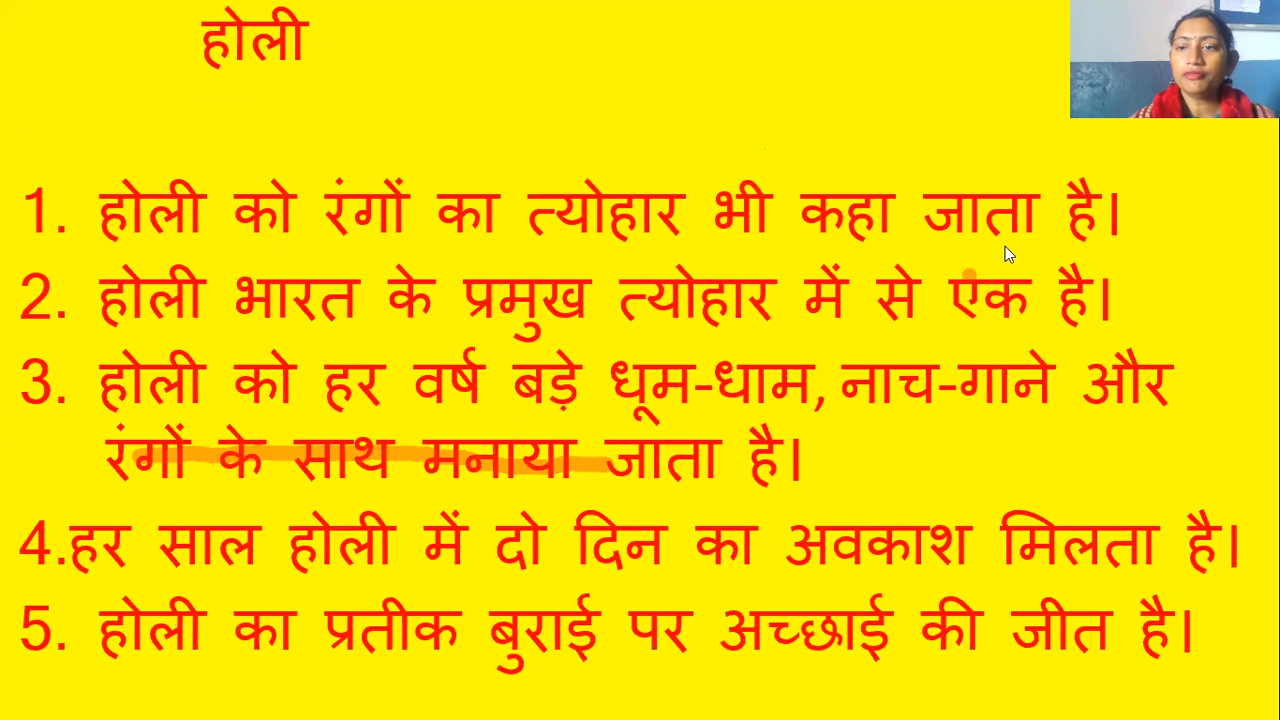 होली
1. होली को रंगों का त्योहार भी कहा जाता है।
2. होली भारत के प्रमुख त्योहार में से ऐक है।
3. होली को हर वर्ष बड़े धूम-धाम, नाच-गाने और
रंगों के साथ मनाया जाता है।
4.हर साल होली में दो दिन का अवकाश मिलता है।
5. होली का प्रतीक बुराई पर अच्छाई की जीत है।